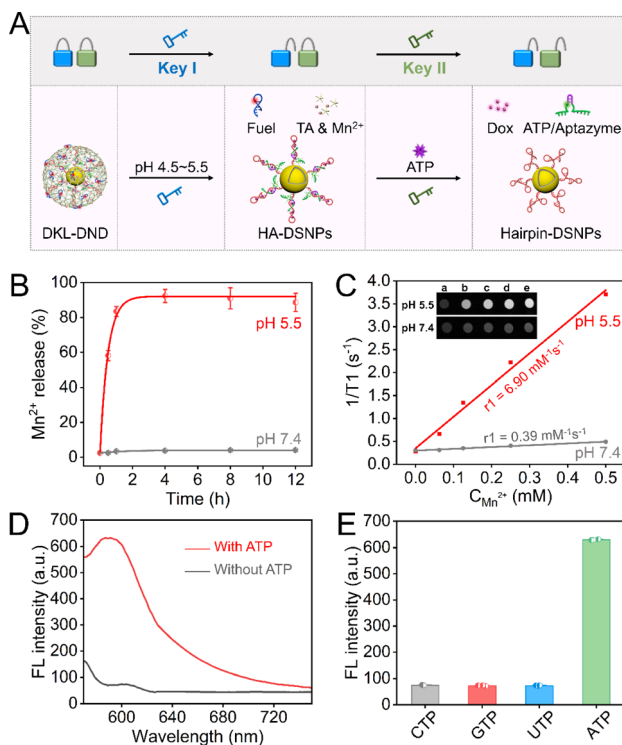 A
Key I
Key II
Fuel
TA & Mn²⁺
Dox
ATP/Aptazyme
pH 4.5~5.5
ATP
DKL-DND
HA-DSNPs
Hairpin-DSNPs
B
Mn²⁺ release (%)
100
80
60
40
20
0
pH 5.5
pH 7.4
0 2 4 6 8 10 12
Time (h)
C
1/T1 (s⁻¹)
4.0
3.5
3.0
2.5
2.0
1.5
1.0
0.5
0.0
a b c d e
pH 5.5
pH 7.4
pH 5.5
r1 = 6.90 mM⁻¹s⁻¹
r1 = 0.39 mM⁻¹s⁻¹
pH 7.4
0.0 0.1 0.2 0.3 0.4 0.5
C Mn²⁺ (mM)
D
FL intensity (a.u.)
700
600
500
400
300
200
100
0
With ATP
Without ATP
600 640 680 720
Wavelength (nm)
E
FL intensity (a.u.)
700
600
500
400
300
200
100
0
CTP GTP UTP ATP